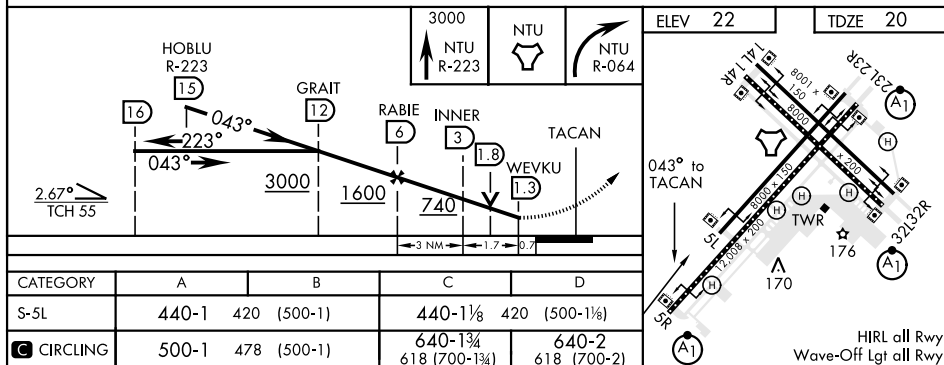 3000
NTU
R-223
NTU
NTU
R-064
HOBLU
R-223
15
16
GRAIT
12
RABIE
6
INNER
3
1.8
WEVKU
1.3
TACAN
043°
223°
043°
2.67°
TCH 55
3000
1600
740
3 NM
1.7
0.7
CATEGORY A B C D
S-5L 440-1 420 (500-1) 440-1⅛ 420 (500-1⅛)
C CIRCLING 500-1 478 (500-1) 640-1¾ 618 (700-1¾) 640-2 618 (700-2)
ELEV 22
TDZE 20
14L
14R
8001 x 150
8000 x 200
23L
23R
A1
H
043° to
TACAN
8000 x 150
12,008 x 200
H
H
H
H
TWR
176
170
5L
5R
32L
32R
A1
A1
HIRL all Rwy
Wave-Off Lgt all Rwy